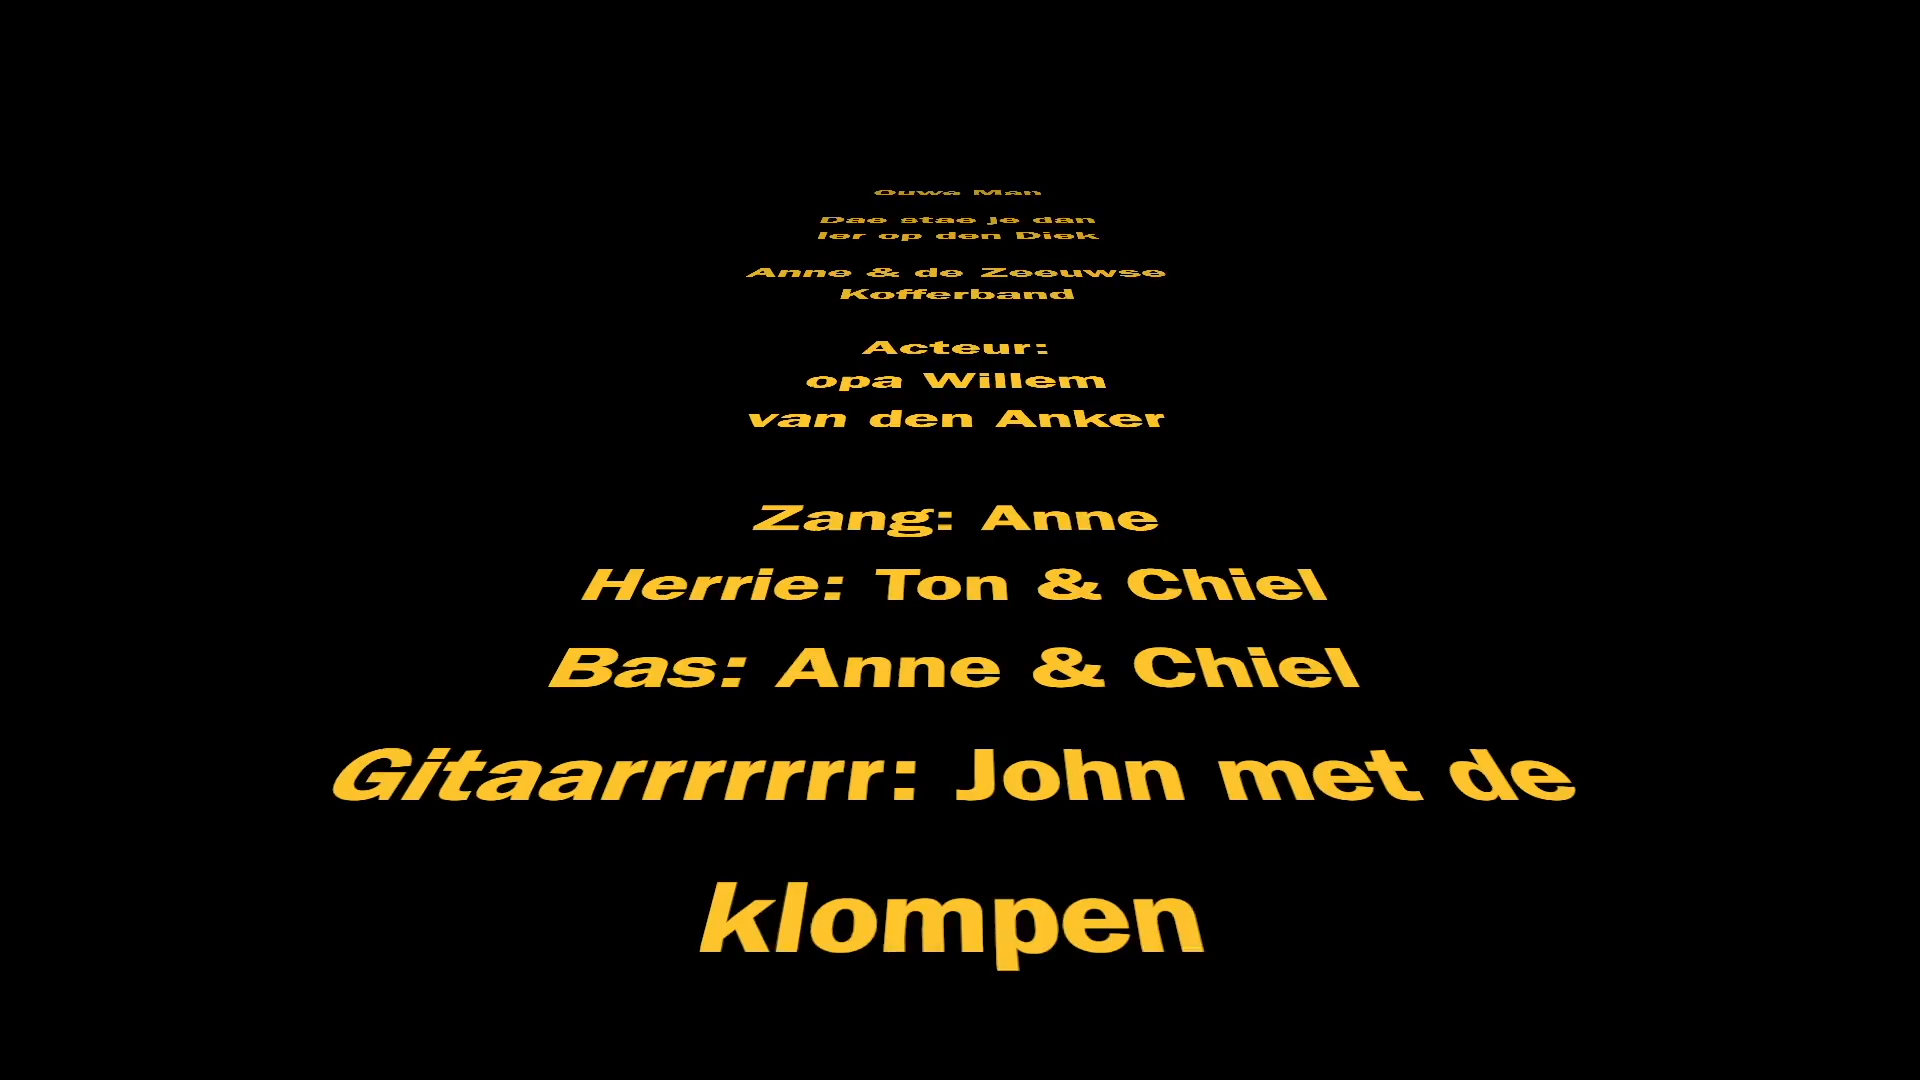 Ouwe Man
Dae stae je dan
Ier op den Diek
Anne & de Zeeuwse
Kofferband
Acteur:
opa Willem
van den Anker
Zang: Anne
Herrie: Ton & Chiel
Bas: Anne & Chiel
Gitaarrrrrrr: John met de
klompen